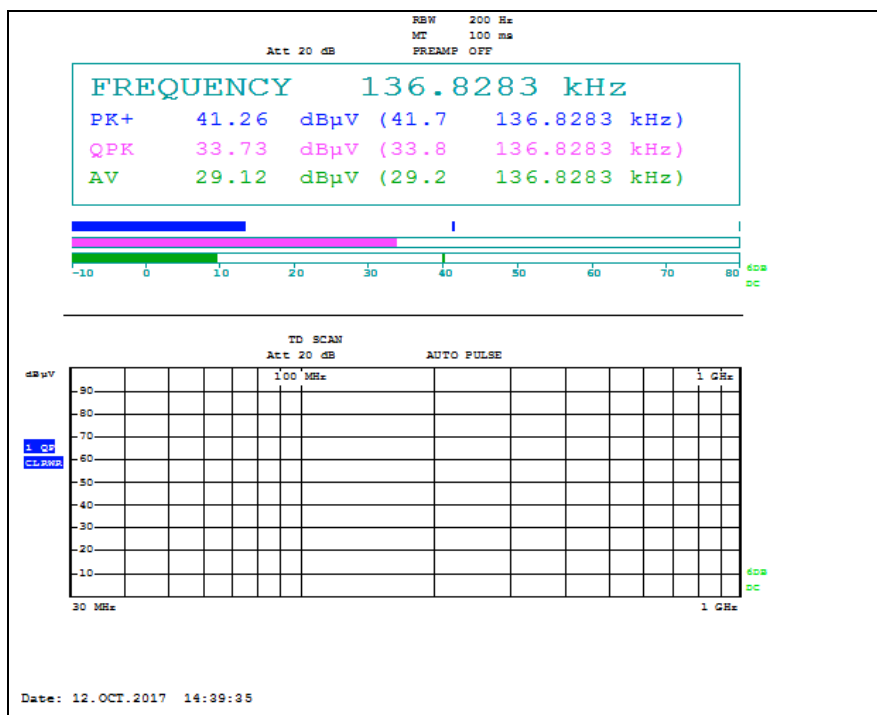 RBW 200 Hz
MT 100 ms
Att 20 dB PREAMP OFF
FREQUENCY 136.8283 kHz
PK+ 41.26 dBµV (41.7 136.8283 kHz)
QPK 33.73 dBµV (33.8 136.8283 kHz)
AV 29.12 dBµV (29.2 136.8283 kHz)
-10 0 10 20 30 40 50 60 70 80
6DB
DC
TD SCAN
Att 20 dB AUTO PULSE
dBµV
100 MHz 1 GHz
90
80
70
1 QP
CLRWR
60
50
40
30
20
10
6DB
DC
30 MHz 1 GHz
Date: 12.OCT.2017 14:39:35